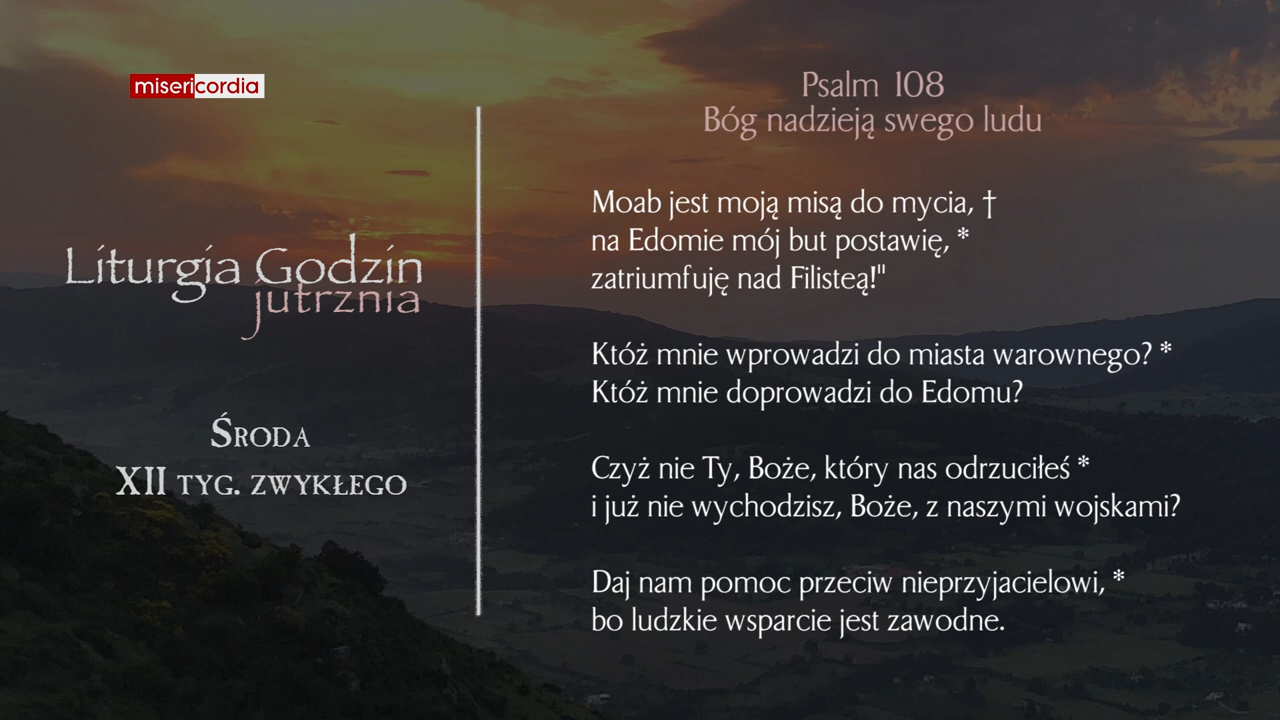 misericordia
Liturgia Godzin
jutrznia
Środa
XII tyg. zwykłego
Psalm 108
Bóg nadzieją swego ludu
Moab jest moją misą do mycia, †
na Edomie mój but postawię, *
zatriumfuję nad Filisteą!"
Któż mnie wprowadzi do miasta warownego? *
Któż mnie doprowadzi do Edomu?
Czyż nie Ty, Boże, który nas odrzuciłeś *
i już nie wychodzisz, Boże, z naszymi wojskami?
Daj nam pomoc przeciw nieprzyjacielowi, *
bo ludzkie wsparcie jest zawodne.